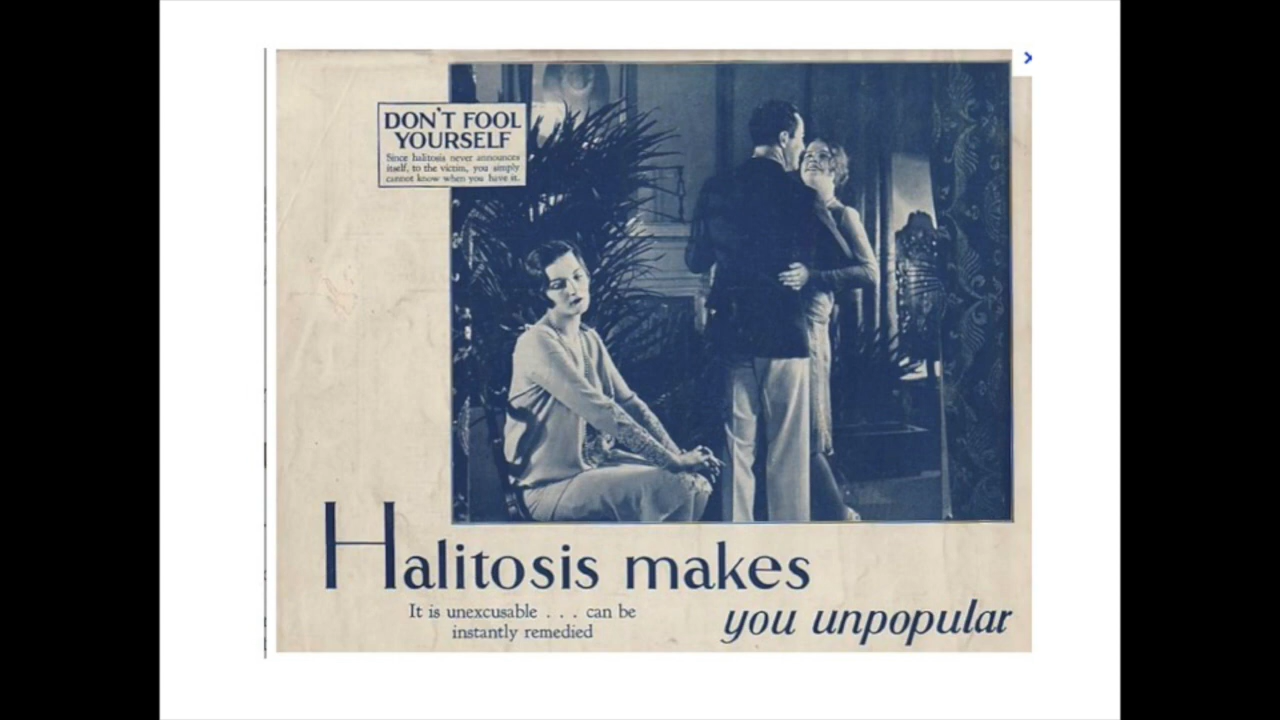 DON'T FOOL
YOURSELF
Since halitosis never announces
itself, to the victim, you simply
cannot know when you have it.
Halitosis makes
you unpopular
It is unexcusable . . . can be
instantly remedied